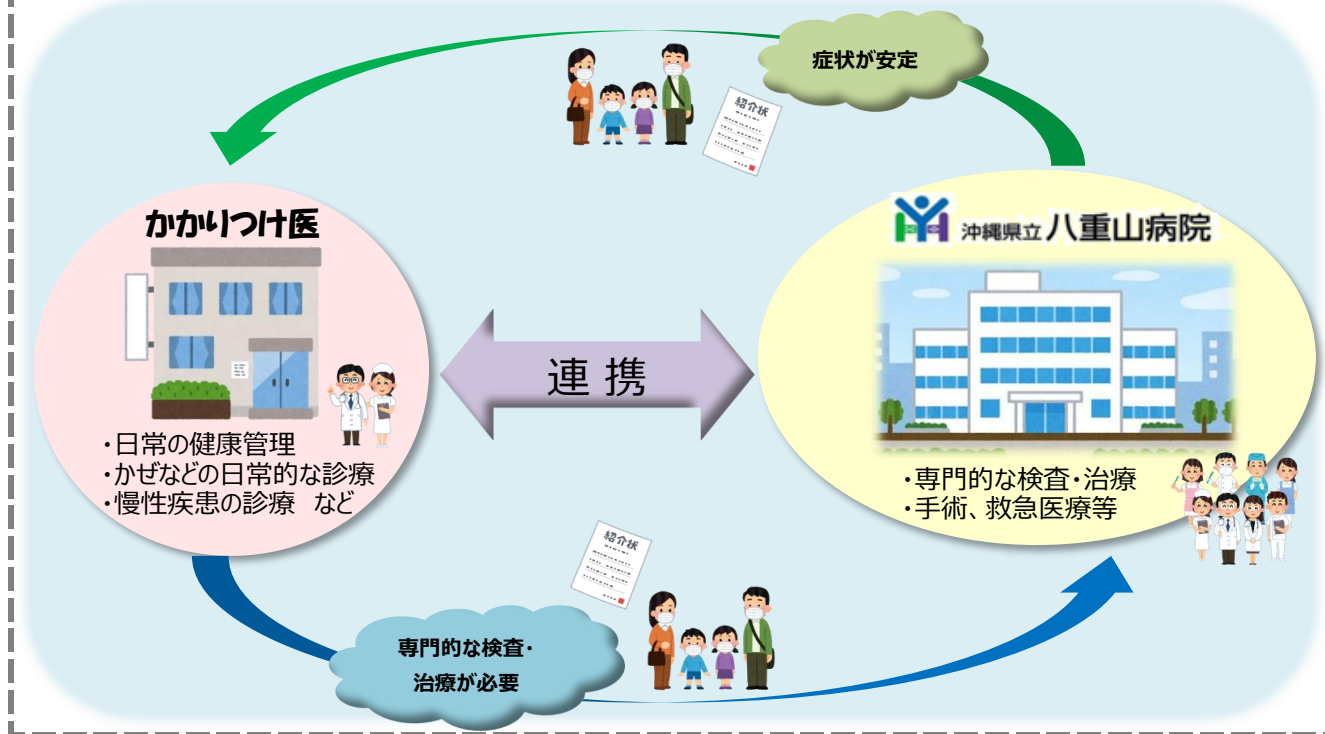 症状が安定
紹介状
かかりつけ医
沖縄県立 八重山病院
連携
・日常の健康管理
・かぜなどの日常的な診療
・慢性疾患の診療　など
・専門的な検査・治療
・手術、救急医療等
紹介状
専門的な検査・
治療が必要